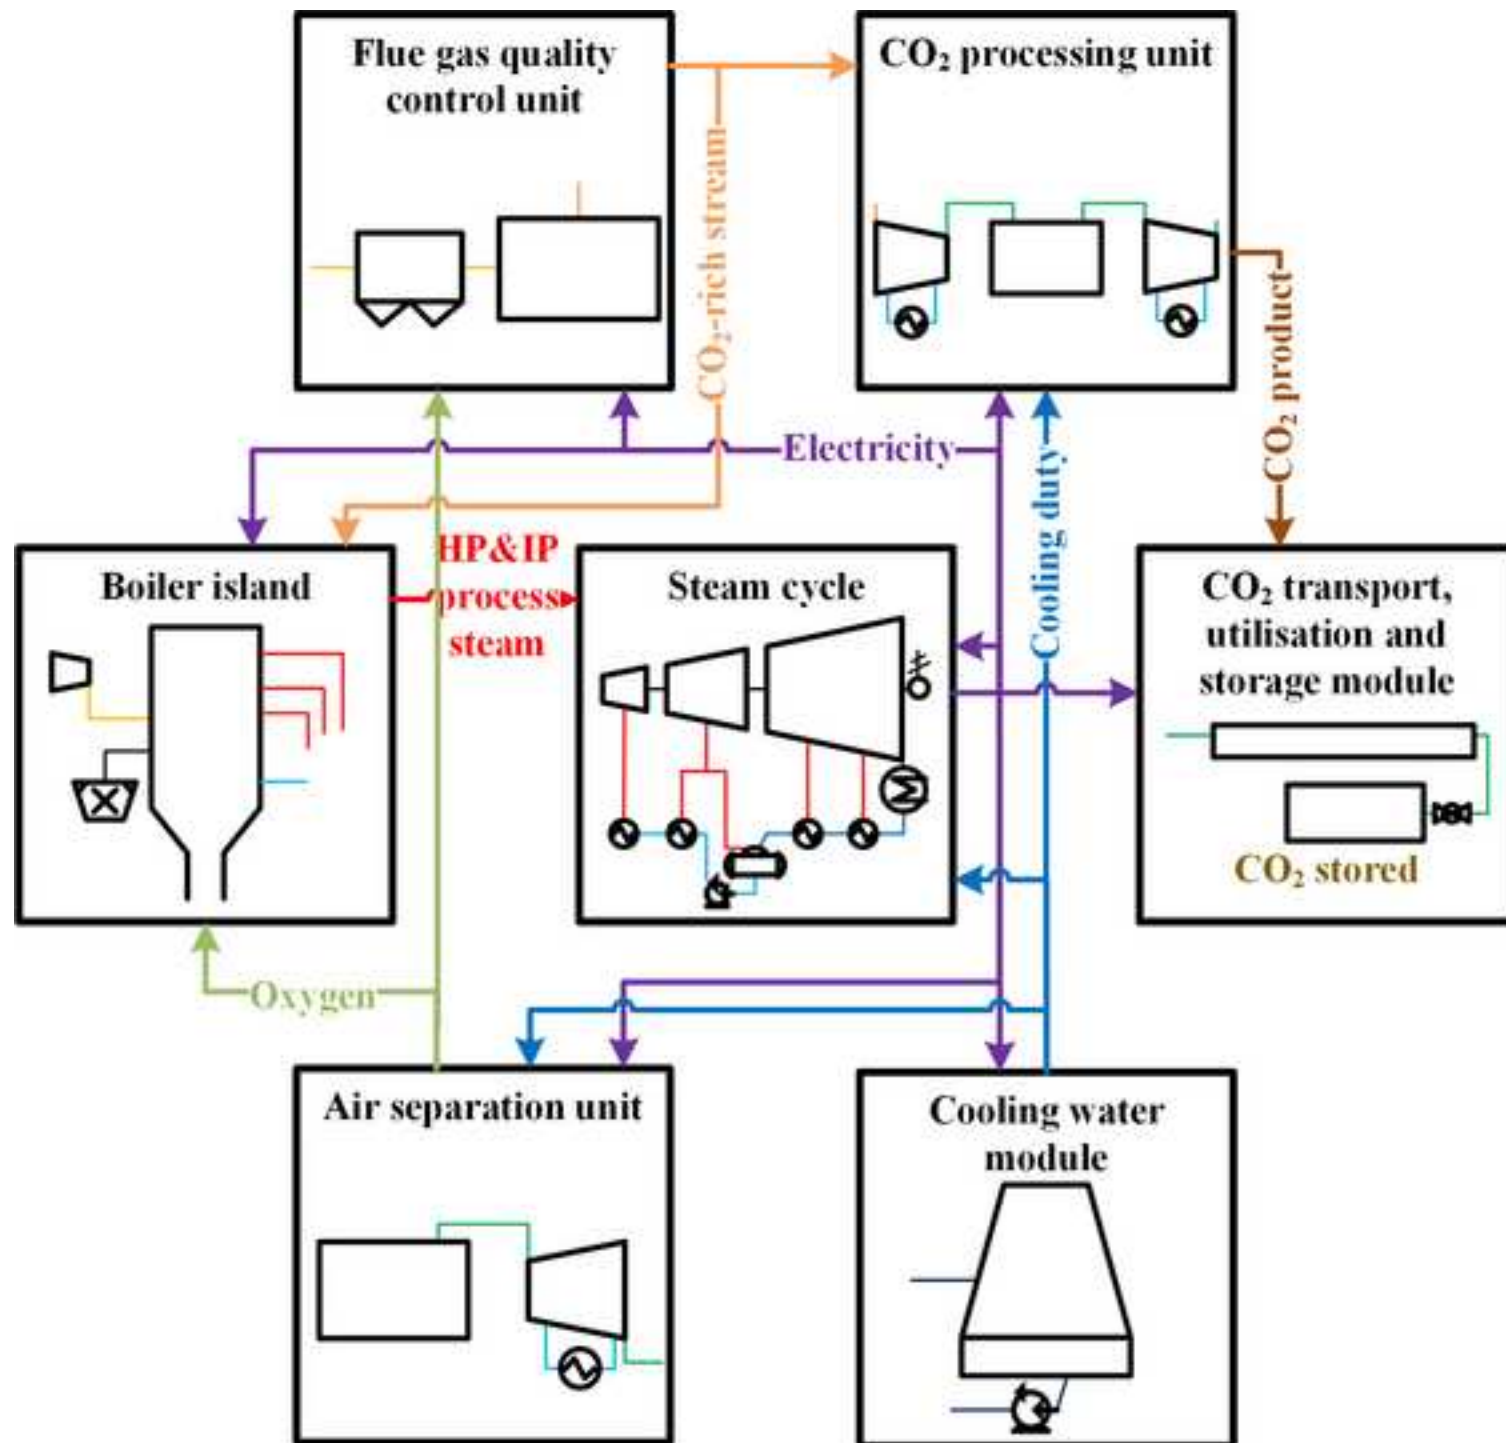 Flue gas quality
control unit
CO₂ processing unit
CO₂-rich stream
CO₂ product
Electricity
Cooling duty
Boiler island
HP&IP
process
steam
Steam cycle
CO₂ transport,
utilisation and
storage module
CO₂ stored
Oxygen
Air separation unit
Cooling water
module